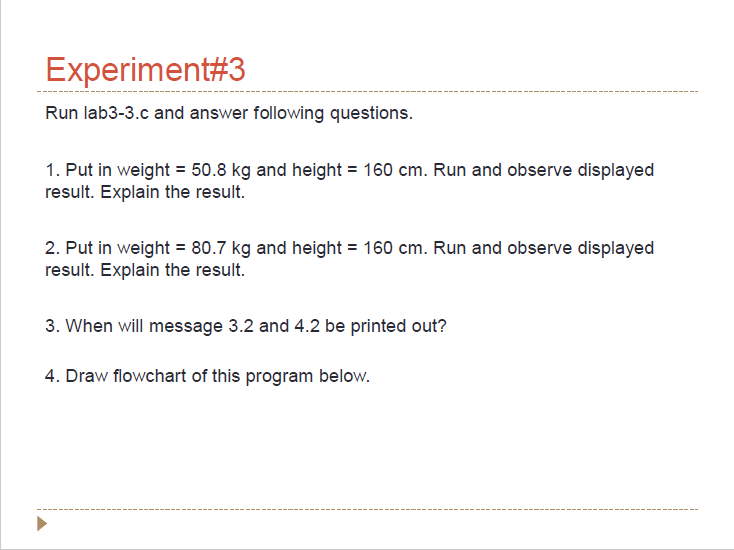 Experiment#3
Run lab3-3.c and answer following questions.
1. Put in weight = 50.8 kg and height = 160 cm. Run and observe displayed
result. Explain the result.
2. Put in weight = 80.7 kg and height = 160 cm. Run and observe displayed
result. Explain the result.
3. When will message 3.2 and 4.2 be printed out?
4. Draw flowchart of this program below.